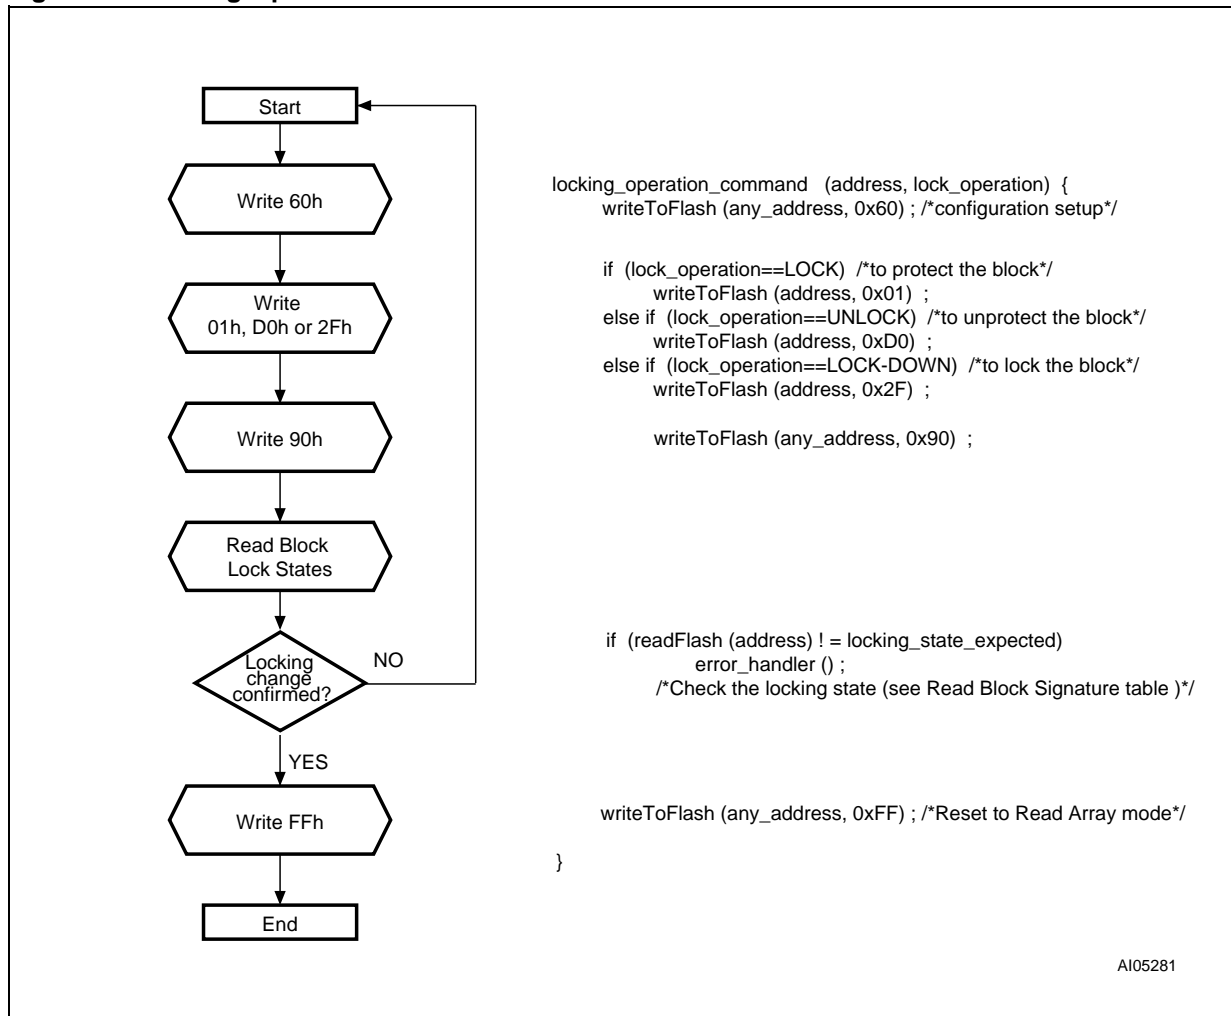 Start
Write 60h
Write
01h, D0h or 2Fh
Write 90h
Read Block
Lock States
Locking
change
confirmed?
NO
YES
Write FFh
End
locking_operation_command (address, lock_operation) {
writeToFlash (any_address, 0x60) ; /*configuration setup*/
if (lock_operation==LOCK) /*to protect the block*/
writeToFlash (address, 0x01) ;
else if (lock_operation==UNLOCK) /*to unprotect the block*/
writeToFlash (address, 0xD0) ;
else if (lock_operation==LOCK-DOWN) /*to lock the block*/
writeToFlash (address, 0x2F) ;
writeToFlash (any_address, 0x90) ;
if (readFlash (address) ! = locking_state_expected)
error_handler () ;
/*Check the locking state (see Read Block Signature table )*/
writeToFlash (any_address, 0xFF) ; /*Reset to Read Array mode*/
}
AI05281